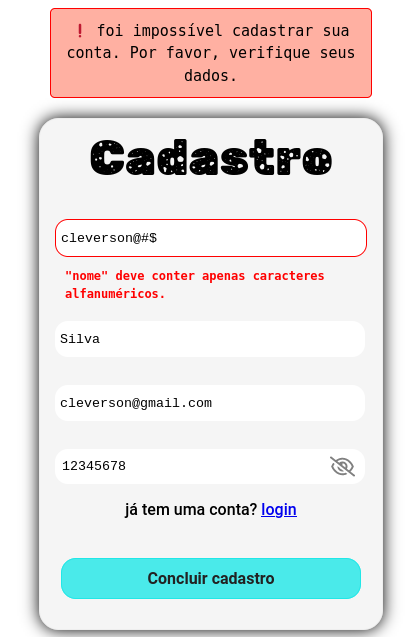 ❗ foi impossível cadastrar sua
conta. Por favor, verifique seus
dados.
Cadastro
cleverson@#$
"nome" deve conter apenas caracteres
alfanuméricos.
Silva
cleverson@gmail.com
12345678
já tem uma conta? login
Concluir cadastro